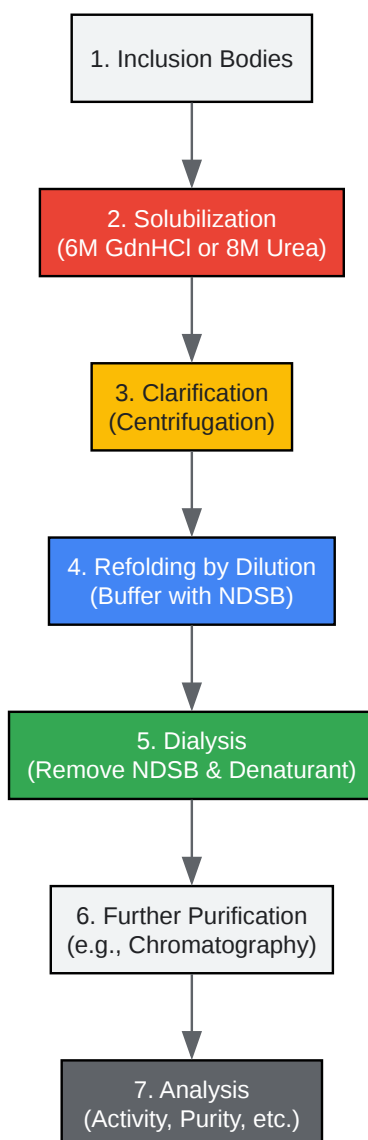 1. Inclusion Bodies
2. Solubilization
(6M GdnHCl or 8M Urea)
3. Clarification
(Centrifugation)
4. Refolding by Dilution
(Buffer with NDSB)
5. Dialysis
(Remove NDSB & Denaturant)
6. Further Purification
(e.g., Chromatography)
7. Analysis
(Activity, Purity, etc.)